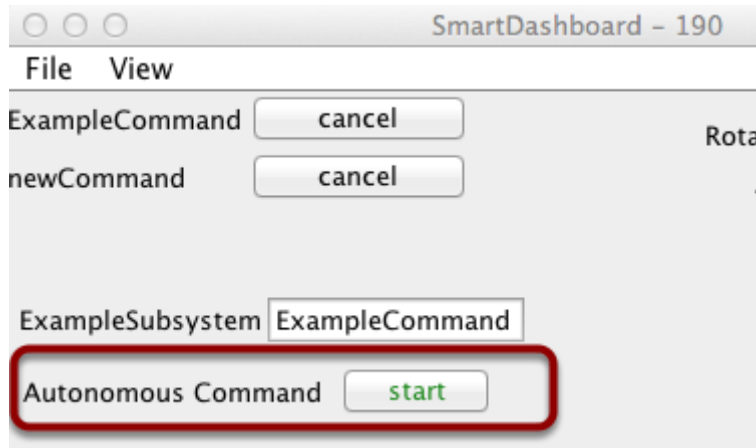 SmartDashboard – 190
File View
ExampleCommand cancel
Rota
newCommand cancel
ExampleSubsystem ExampleCommand
Autonomous Command start